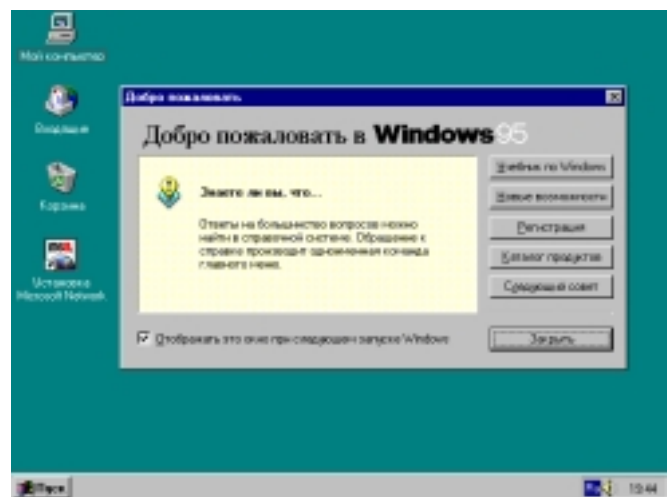 Мой компьютер
Входящие
Корзина
Установка
Microsoft Network
Добро пожаловать
Добро пожаловать в Windows 95
Знаете ли вы, что...
Ответы на большинство вопросов можно
найти в справочной системе. Обращение к
справке производит одноименная команда
главного меню.
Учебник по Windows
Новые возможности
Регистрация
Каталог продуктов
Следующий совет
Отображать это окно при следующем запуске Windows
Закрыть
Пуск
19:44